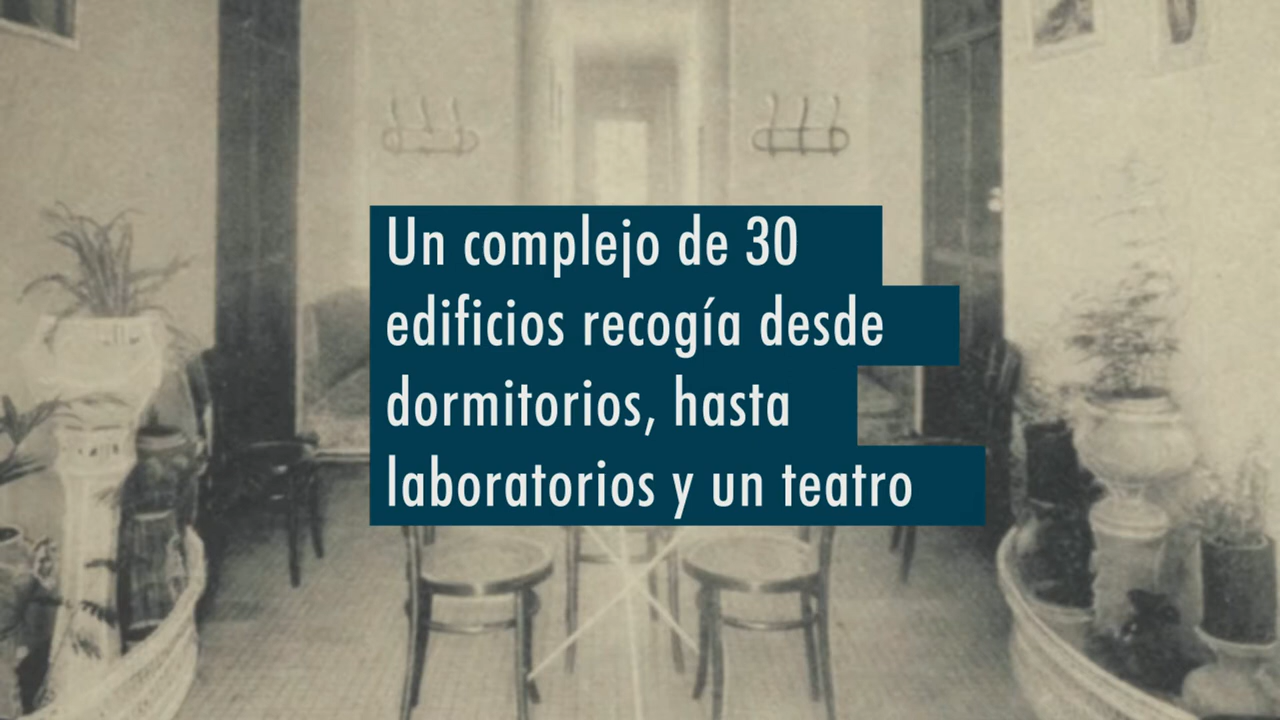 Un complejo de 30
edificios recogía desde
dormitorios, hasta
laboratorios y un teatro